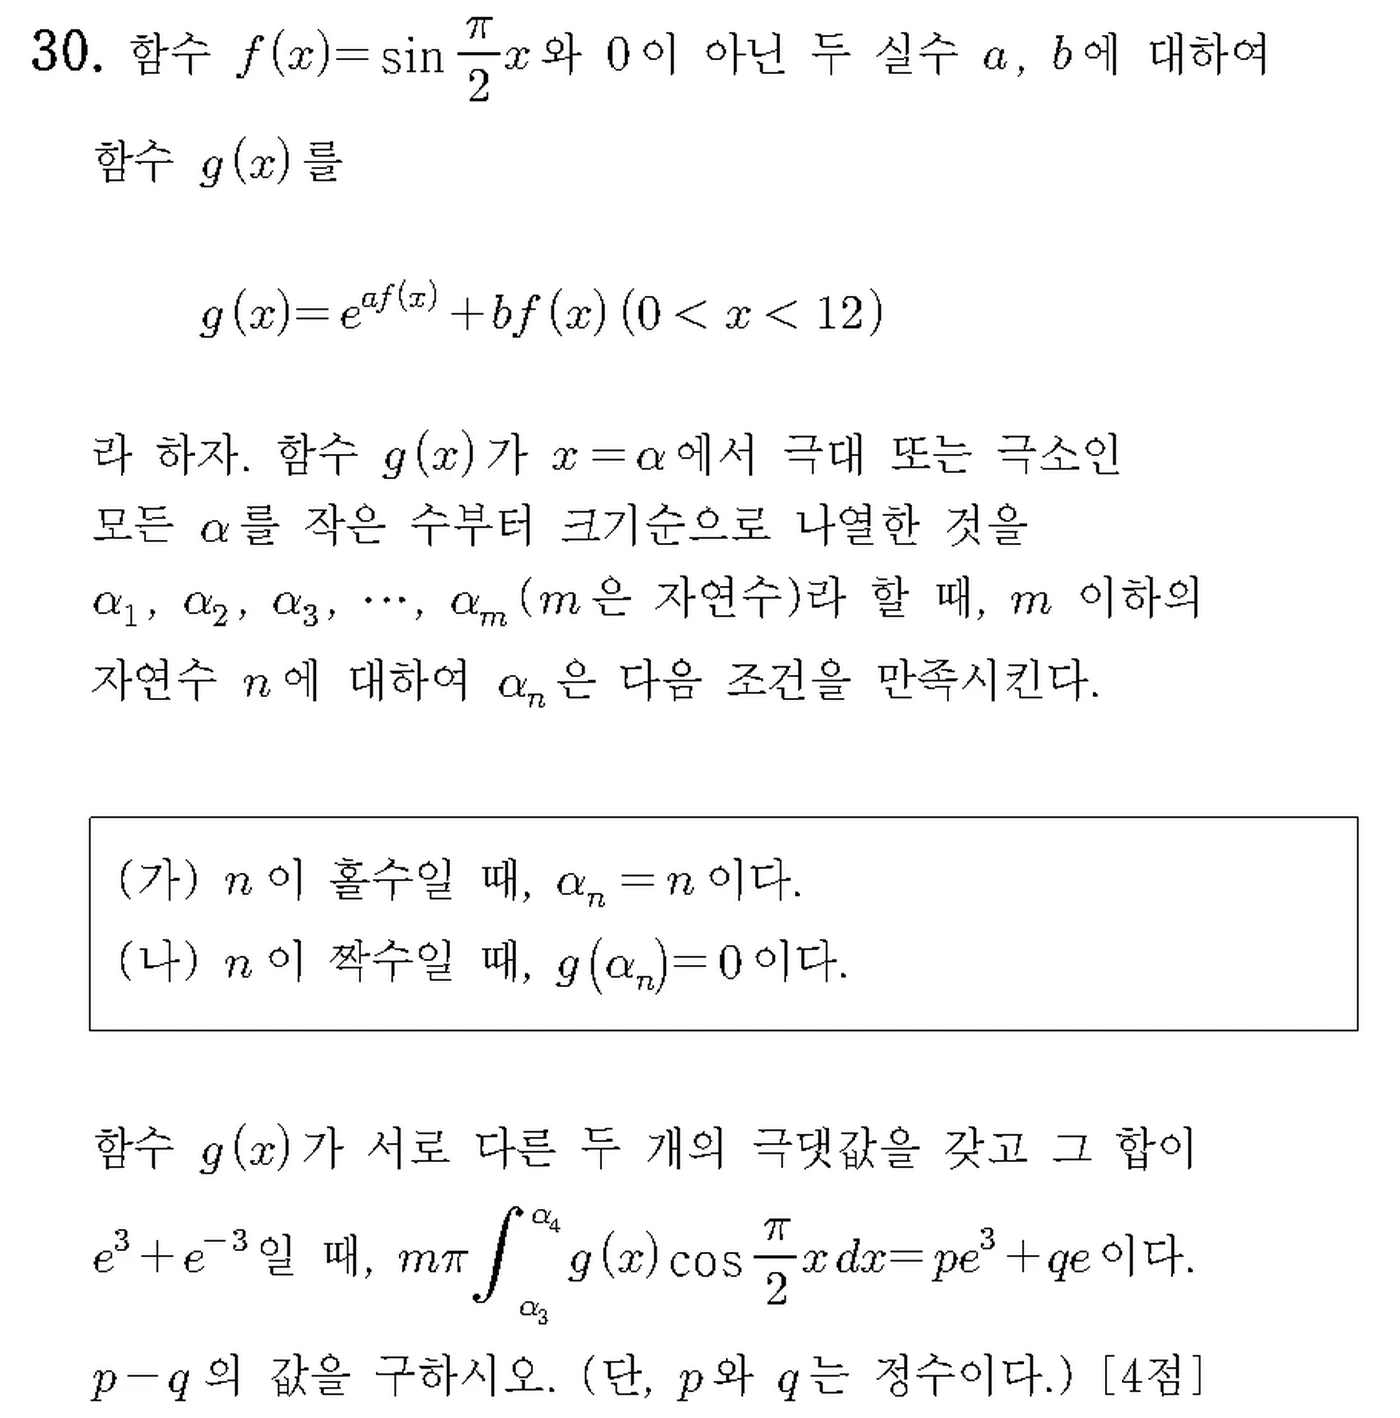 30. 함수 f(x)=sin π/2 x와 0이 아닌 두 실수 a, b에 대하여
함수 g(x)를
g(x)=e^{af(x)}+bf(x) (0<x<12)
라 하자. 함수 g(x)가 x=α에서 극대 또는 극소인
모든 α를 작은 수부터 크기순으로 나열한 것을
α₁, α₂, α₃, ⋯, α_m(m은 자연수)라 할 때, m 이하의
자연수 n에 대하여 α_n은 다음 조건을 만족시킨다.
(가) n이 홀수일 때, α_n=n이다.
(나) n이 짝수일 때, g(α_n)=0이다.
함수 g(x)가 서로 다른 두 개의 극댓값을 갖고 그 합이
e³+e⁻³일 때, mπ∫_{α₃}^{α₄} g(x)cos π/2 x dx=pe³+qe이다.
p-q의 값을 구하시오. (단, p와 q는 정수이다.) [4점]